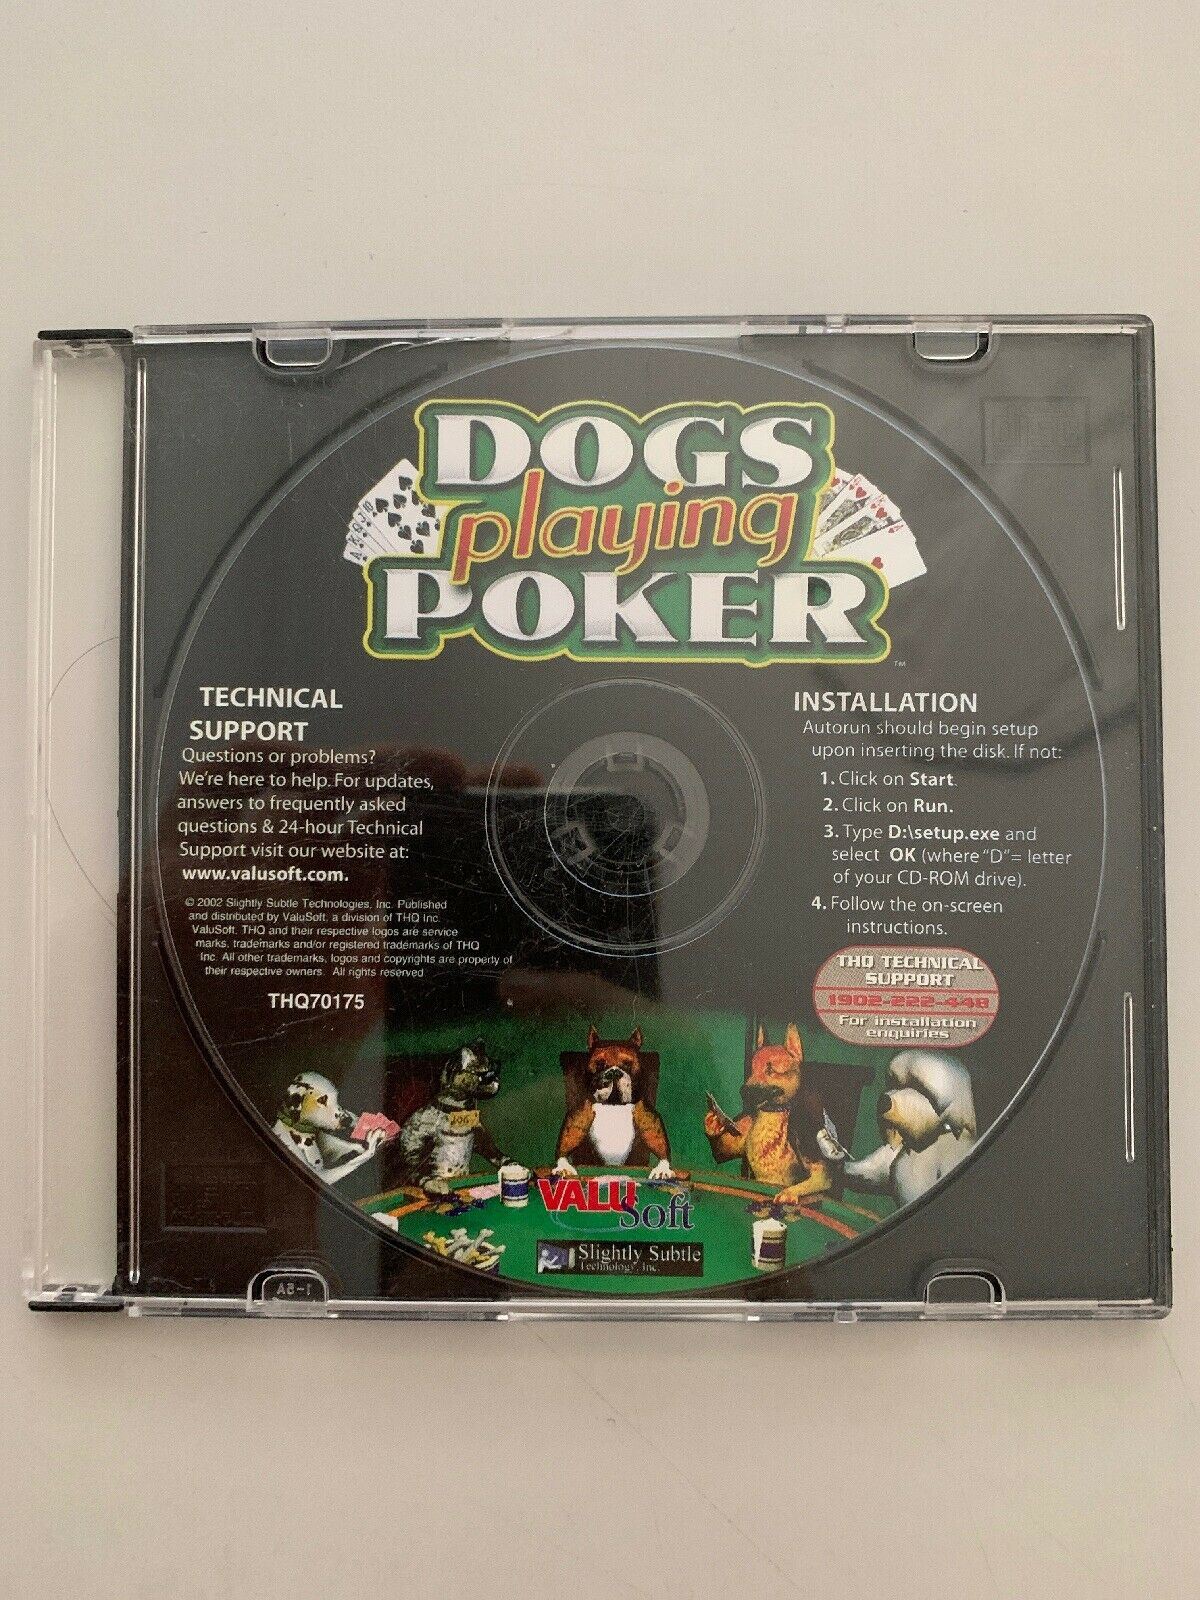 DOGS
playing
POKER
™
TECHNICAL
SUPPORT
Questions or problems?
We're here to help. For updates,
answers to frequently asked
questions & 24-hour Technical
Support visit our website at:
www.valusoft.com.
© 2002 Slightly Subtle Technologies, Inc. Published
and distributed by ValuSoft, a division of THQ Inc.
ValuSoft, THQ and their respective logos are service
marks, trademarks and/or registered trademarks of THQ
Inc. All other trademarks, logos and copyrights are property of
their respective owners. All rights reserved
THQ70175
INSTALLATION
Autorun should begin setup
upon inserting the disk. If not:
1. Click on Start.
2. Click on Run.
3. Type D:\setup.exe and
select OK (where "D"= letter
of your CD-ROM drive).
4. Follow the on-screen
instructions.
THQ TECHNICAL
SUPPORT
1902-222-448
For installation
enquiries
VALUSoft
Slightly Subtle
Technology, Inc.
A5-1